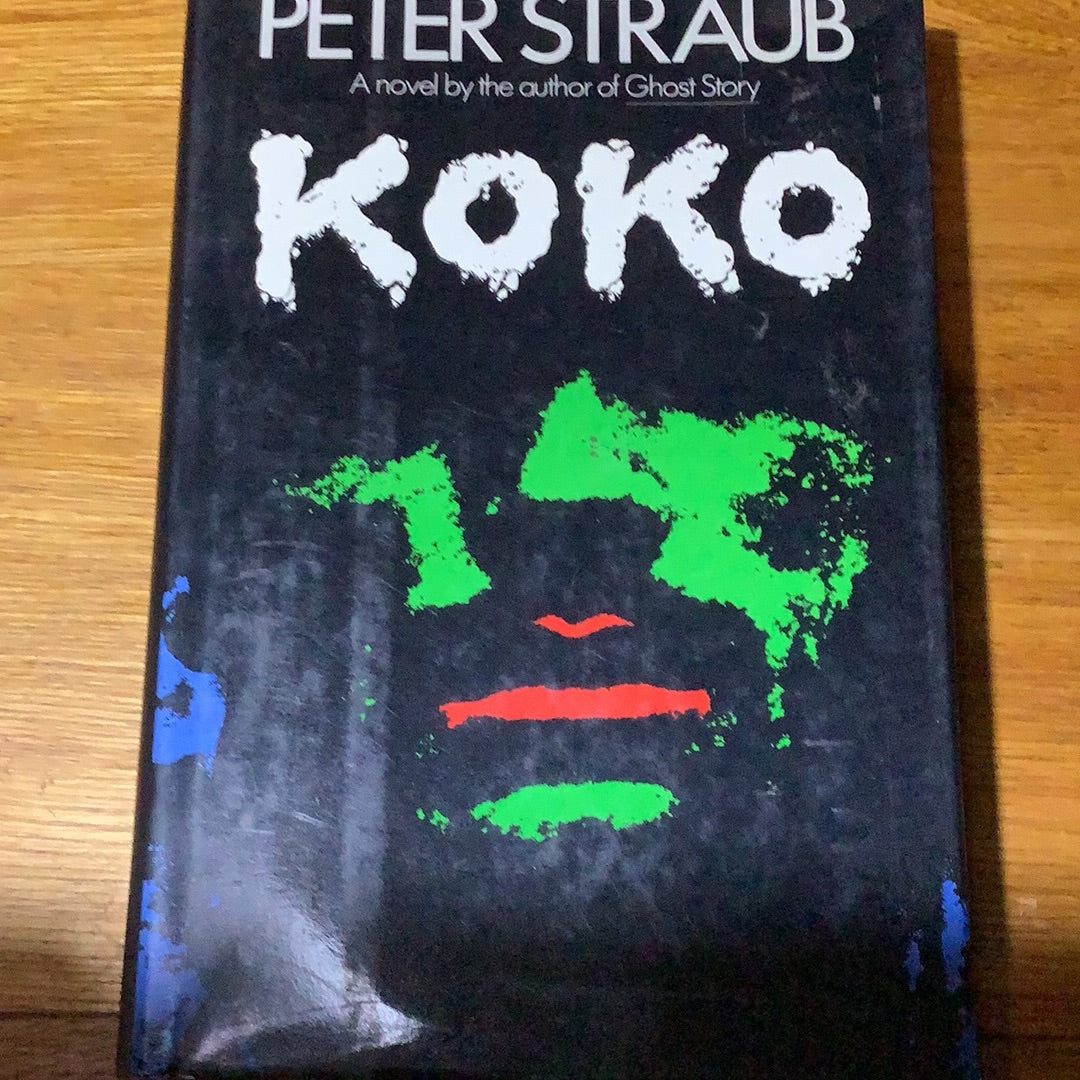 PETER STRAUB
A novel by the author of Ghost Story
KOKO